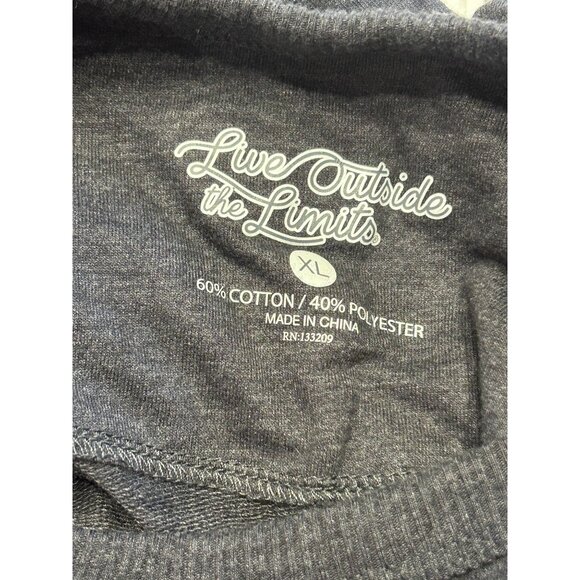 Live Outside
the Limits®
XL
60% COTTON / 40% POLYESTER
MADE IN CHINA
RN:133209